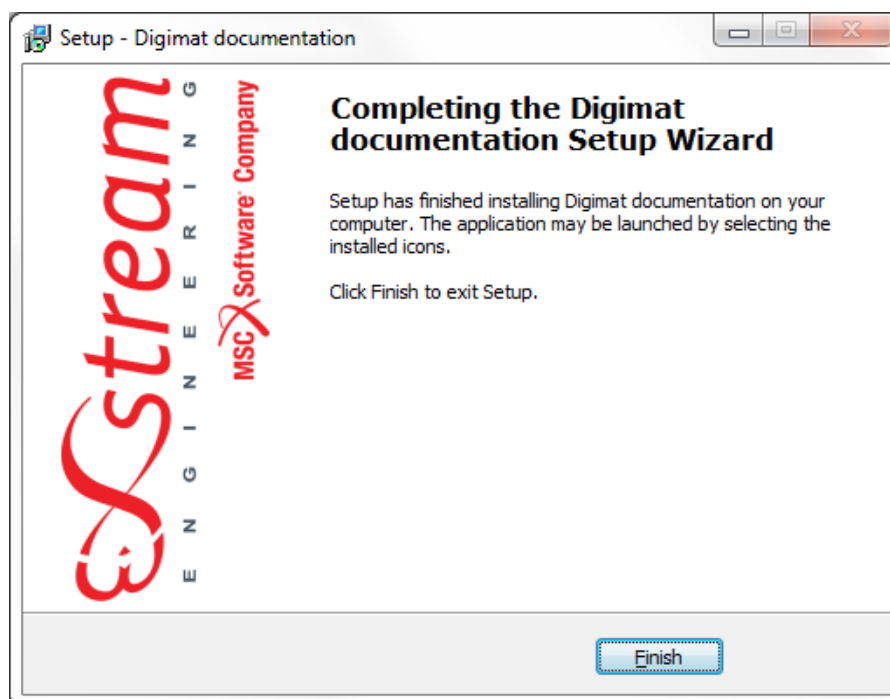 Setup - Digimat documentation
e-Xstream
ENGINEERING
MSC Software Company
Completing the Digimat
documentation Setup Wizard
Setup has finished installing Digimat documentation on your
computer. The application may be launched by selecting the
installed icons.
Click Finish to exit Setup.
Finish